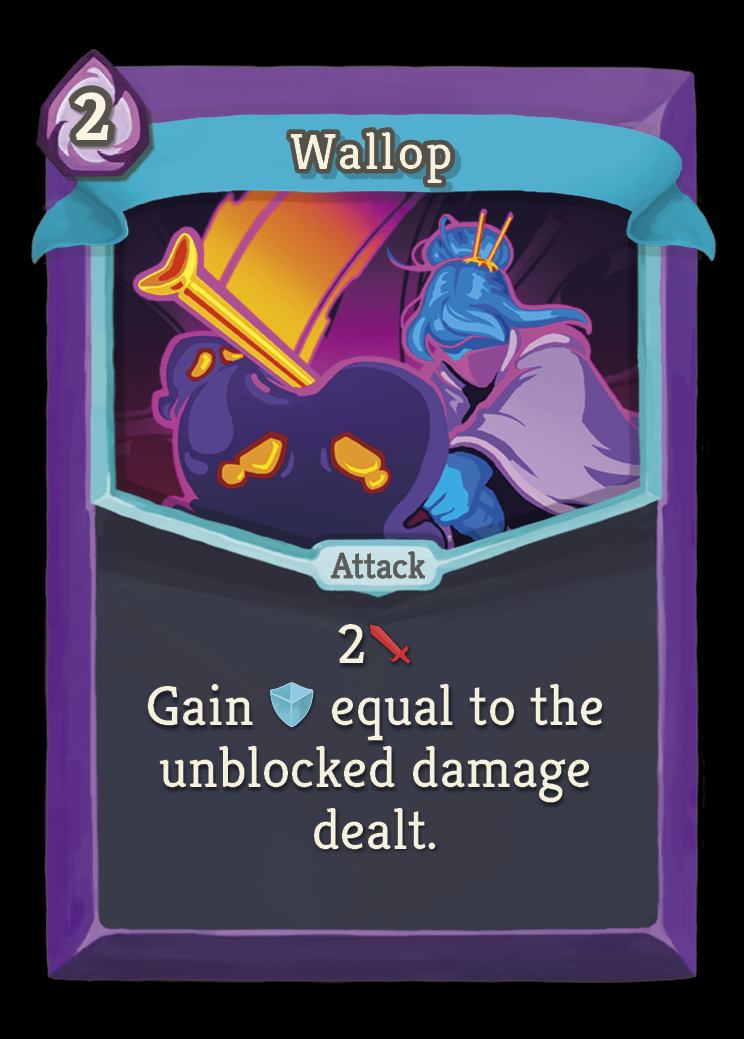 2
Wallop
Attack
2
Gain equal to the
unblocked damage
dealt.